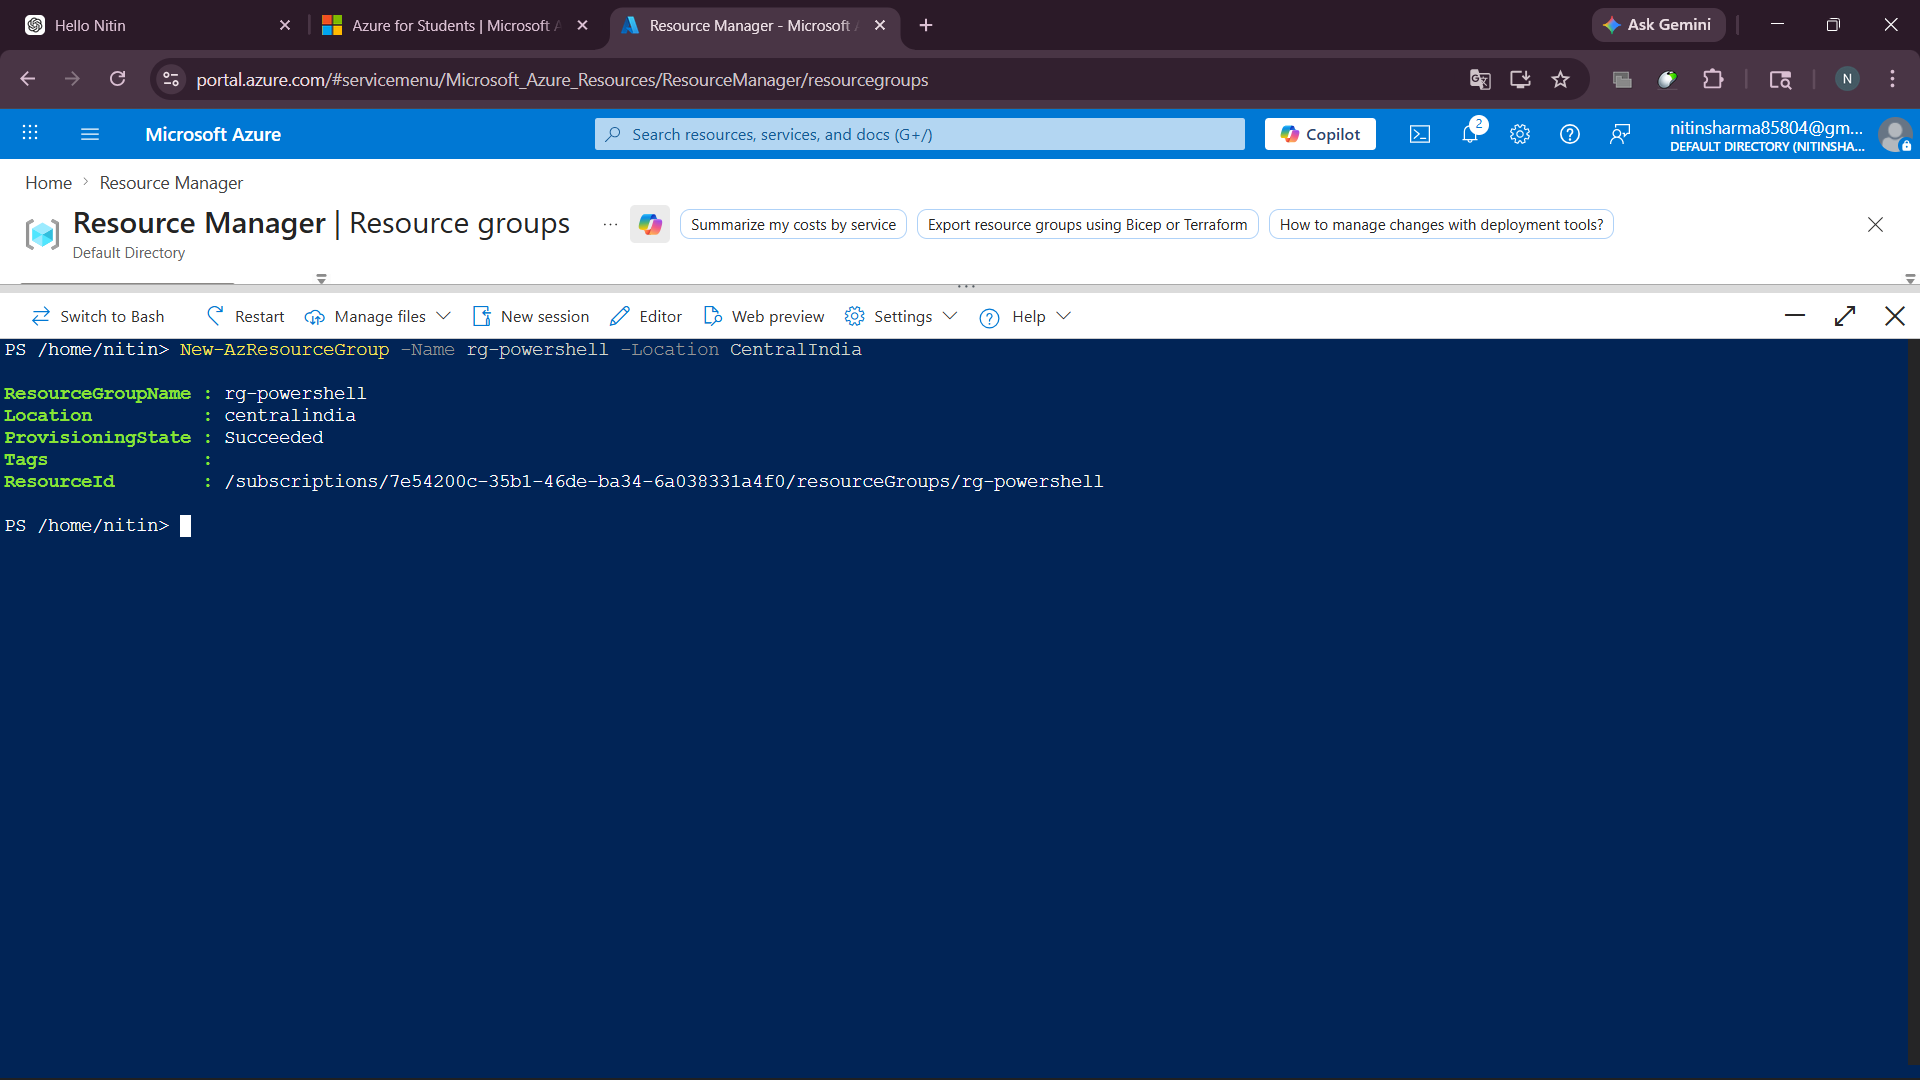 Hello Nitin
Azure for Students | Microsoft A
Resource Manager - Microsoft A
Ask Gemini
portal.azure.com/#servicemenu/Microsoft_Azure_Resources/ResourceManager/resourcegroups
N
Microsoft Azure
Search resources, services, and docs (G+/)
Copilot
2
nitinsharma85804@gm...
DEFAULT DIRECTORY (NITINSHA...
Home > Resource Manager
Resource Manager | Resource groups
...
Summarize my costs by service
Export resource groups using Bicep or Terraform
How to manage changes with deployment tools?
Default Directory
Switch to Bash
Restart
Manage files
New session
Editor
Web preview
Settings
Help
PS /home/nitin> New-AzResourceGroup -Name rg-powershell -Location CentralIndia
ResourceGroupName : rg-powershell
Location : centralindia
ProvisioningState : Succeeded
Tags :
ResourceId : /subscriptions/7e54200c-35b1-46de-ba34-6a038331a4f0/resourceGroups/rg-powershell
PS /home/nitin>